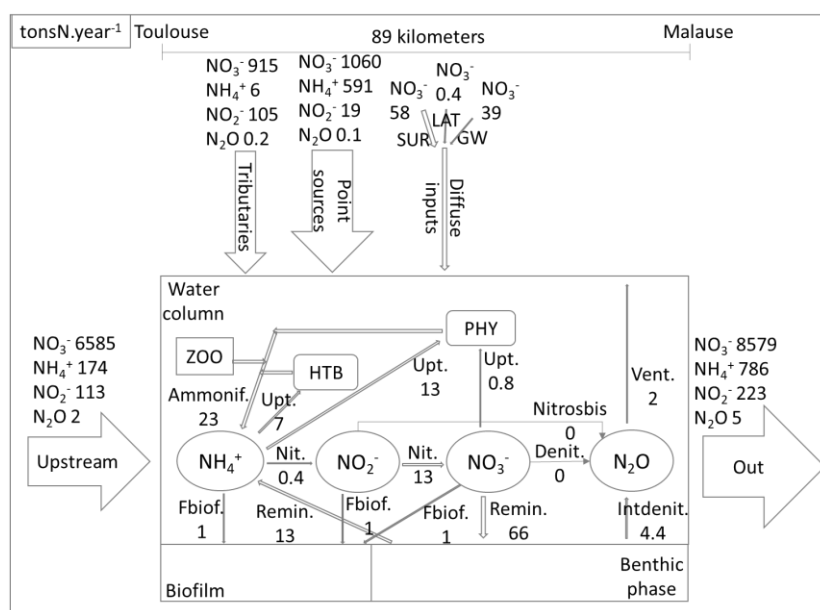 tonsN.year⁻¹
Toulouse
89 kilometers
Malause
NO₃⁻ 915
NH₄⁺ 6
NO₂⁻ 105
N₂O 0.2
Tributaries
NO₃⁻ 1060
NH₄⁺ 591
NO₂⁻ 19
N₂O 0.1
Point
sources
NO₃⁻
58
SUR
NO₃⁻
0.4
LAT
NO₃⁻
39
GW
Diffuse
inputs
NO₃⁻ 6585
NH₄⁺ 174
NO₂⁻ 113
N₂O 2
Upstream
Water
column
ZOO
HTB
PHY
Ammonif.
23
Upt.
7
Upt.
13
Upt.
0.8
Vent.
2
Nitrosbis
0
NH₄⁺
Nit.
0.4
NO₂⁻
Nit.
13
NO₃⁻
Denit.
0
N₂O
Fbiof.
1
Remin.
13
Fbiof.
1
Fbiof.
1
Remin.
66
Intdenit.
4.4
Biofilm
Benthic
phase
NO₃⁻ 8579
NH₄⁺ 786
NO₂⁻ 223
N₂O 5
Out